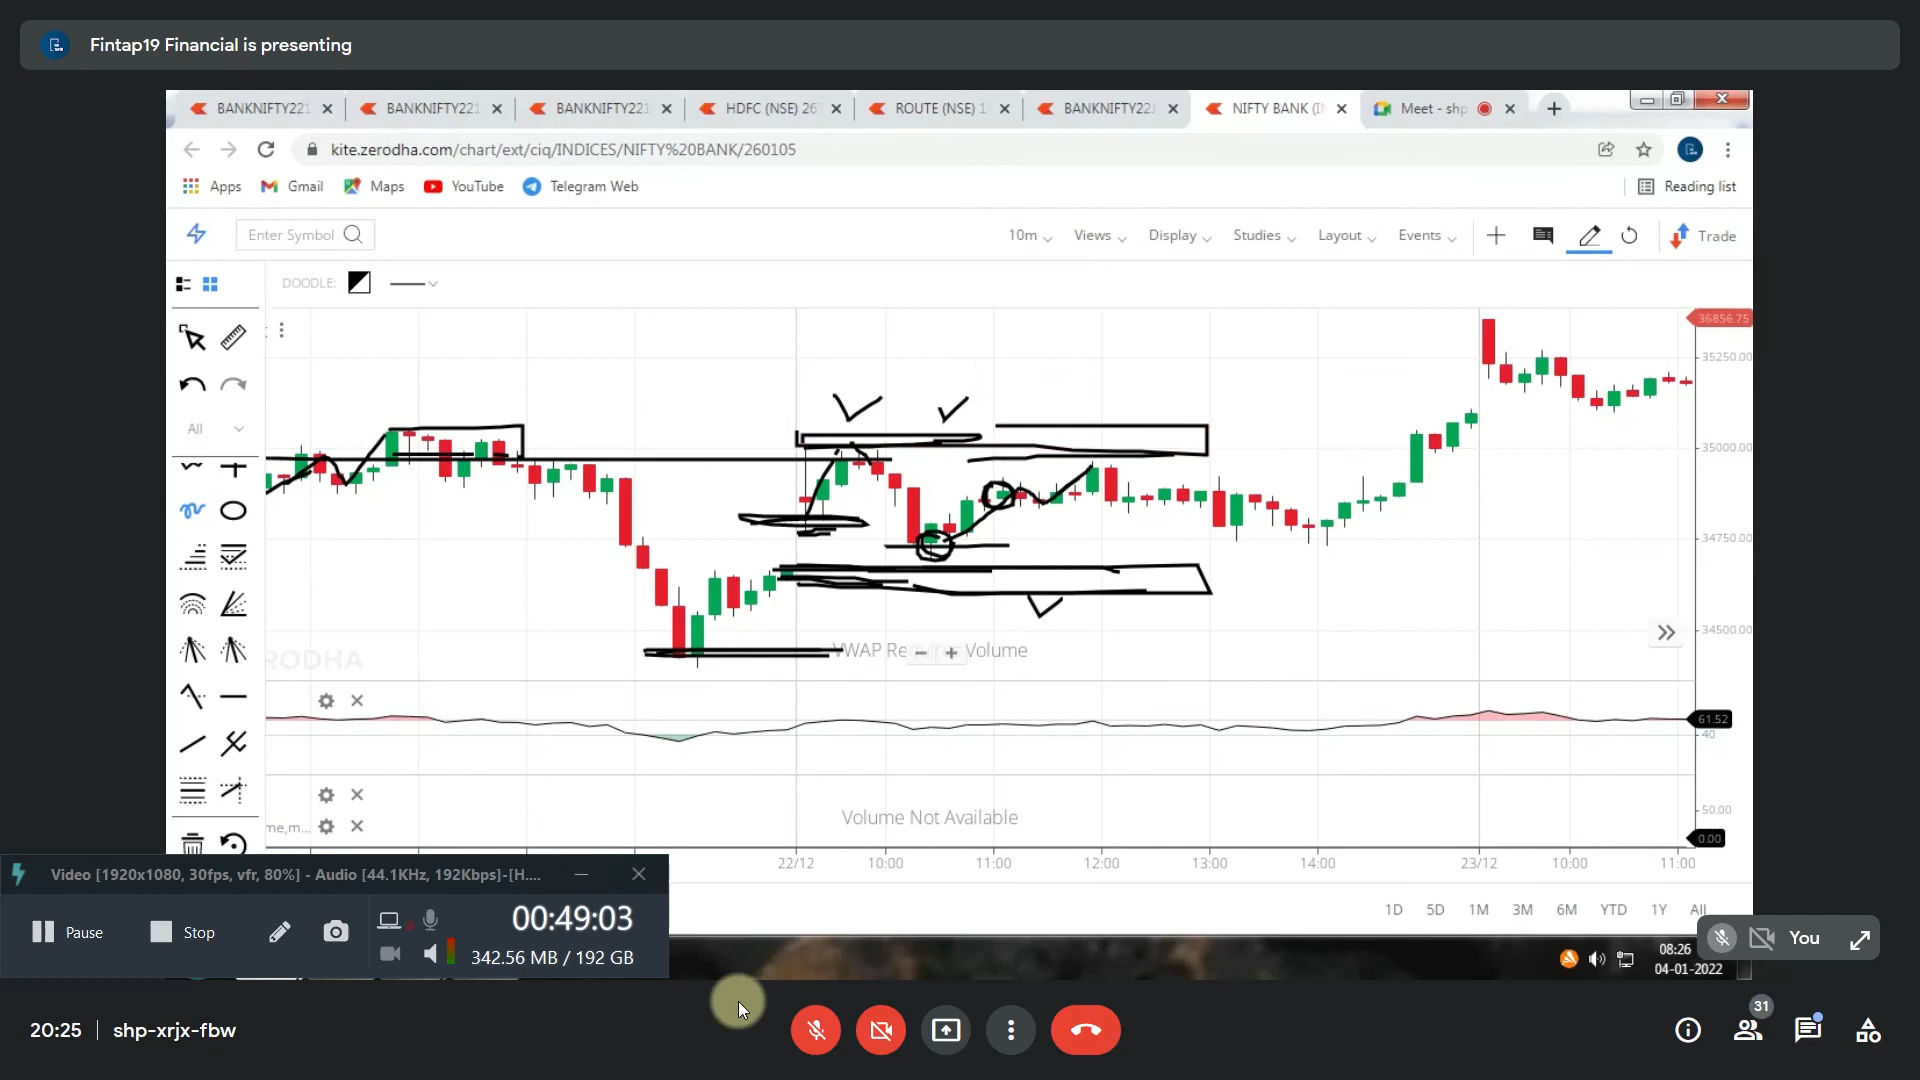 Fintap19 Financial is presenting
BANKNIFTY221 BANKNIFTY221 BANKNIFTY221 HDFC (NSE) 26 ROUTE (NSE) 1 BANKNIFTY22J NIFTY BANK (I Meet - shp
kite.zerodha.com/chart/ext/ciq/INDICES/NIFTY%20BANK/260105
Apps Gmail Maps YouTube Telegram Web Reading list
Enter Symbol 10m Views Display Studies Layout Events Trade
DOODLE:
36856.75
35250.00
All
35000.00
34750.00
34500.00
VWAP Re Volume
RODHA
61.52
40
50.00
Volume Not Available
me,m...
0.00
22/12 10:00 11:00 12:00 13:00 14:00 23/12 10:00 11:00
Video [1920x1080, 30fps, vfr, 80%] - Audio [44.1KHz, 192Kbps]-[H....
1D 5D 1M 3M 6M YTD 1Y All
Pause Stop 00:49:03
342.56 MB / 192 GB
You
08:26
04-01-2022
20:25 shp-xrjx-fbw
31